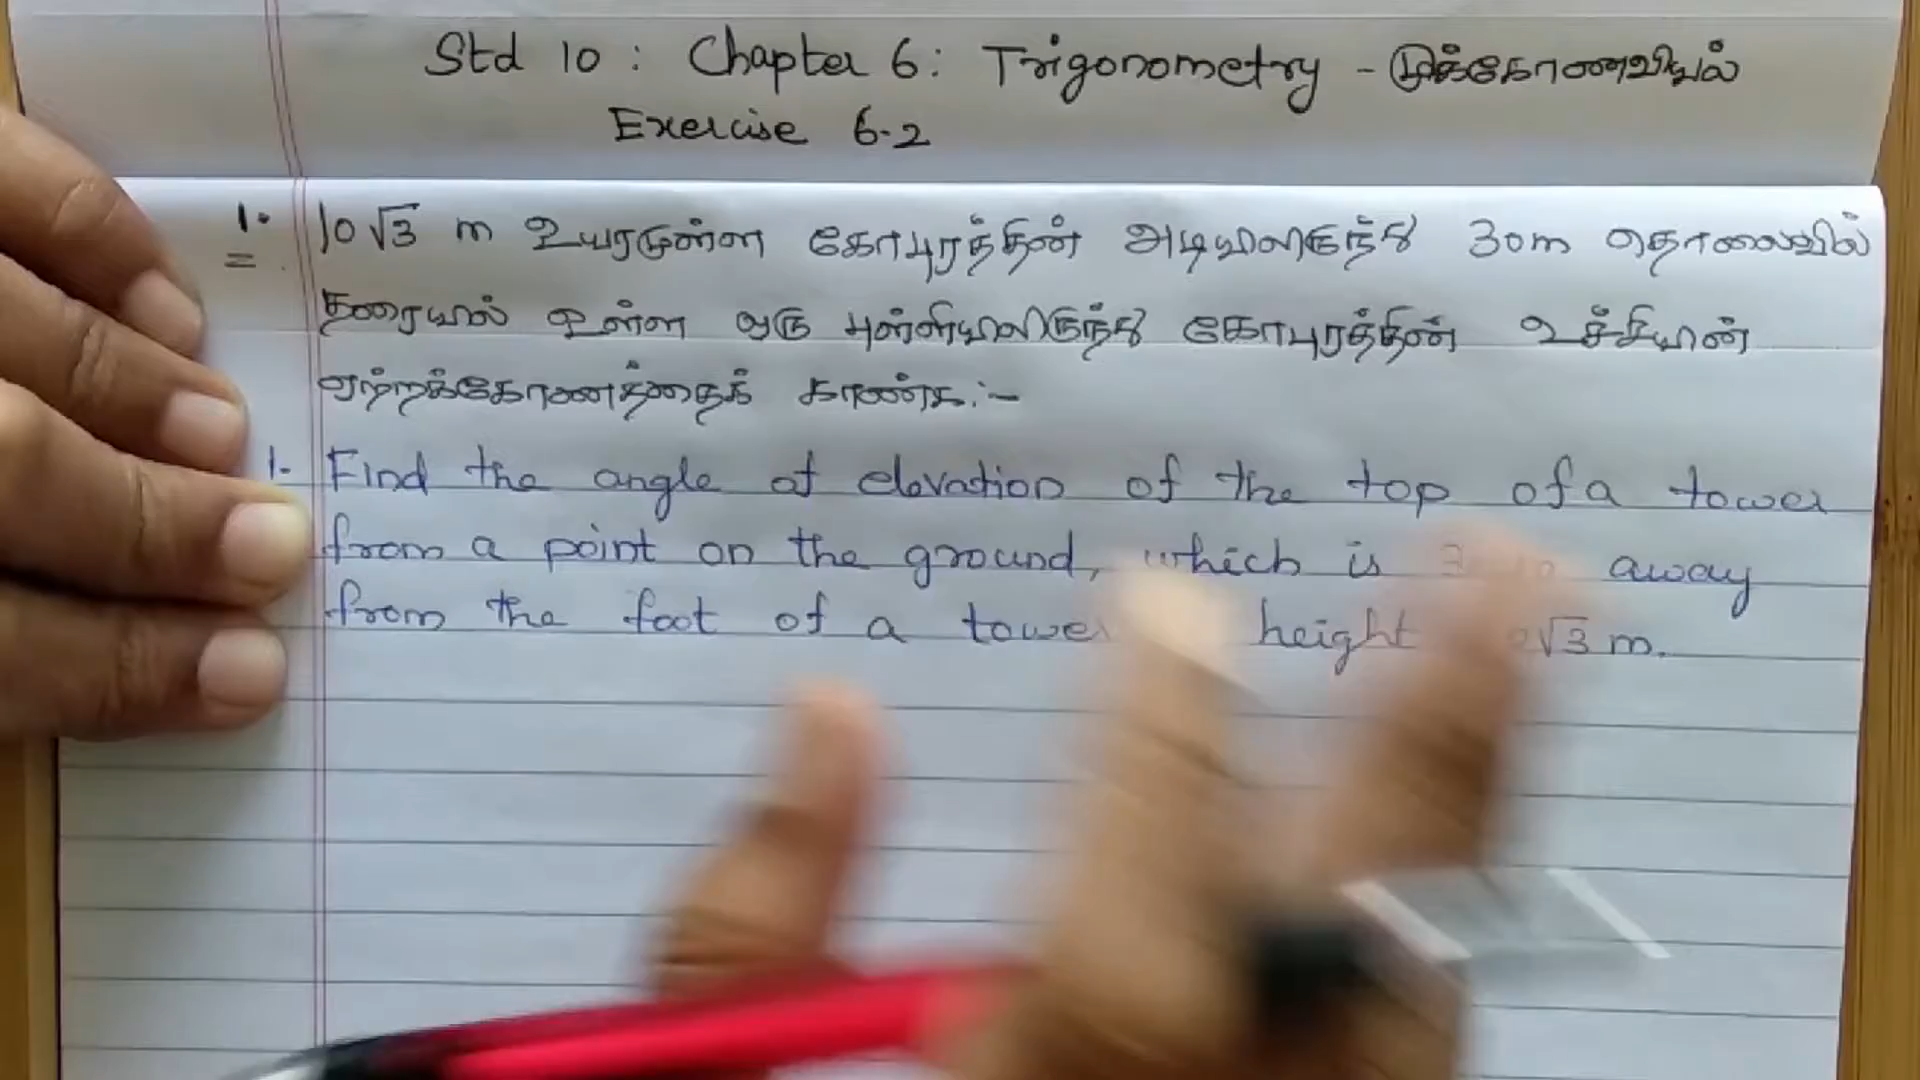 Std 10 : Chapter 6 : Trigonometry - முக்கோணவியல்
Exercise 6.2
1. 10√3 m உயரமுள்ள கோபுரத்தின் அடியிலிருந்து 30m தொலைவில்
தரையில் உள்ள ஒரு புள்ளியிலிருந்து கோபுரத்தின் உச்சியின்
ஏற்றக்கோணத்தைக் காண்க:-
1. Find the angle of elevation of the top of a tower
from a point on the ground, which is away
from the foot of a tower height √3 m.